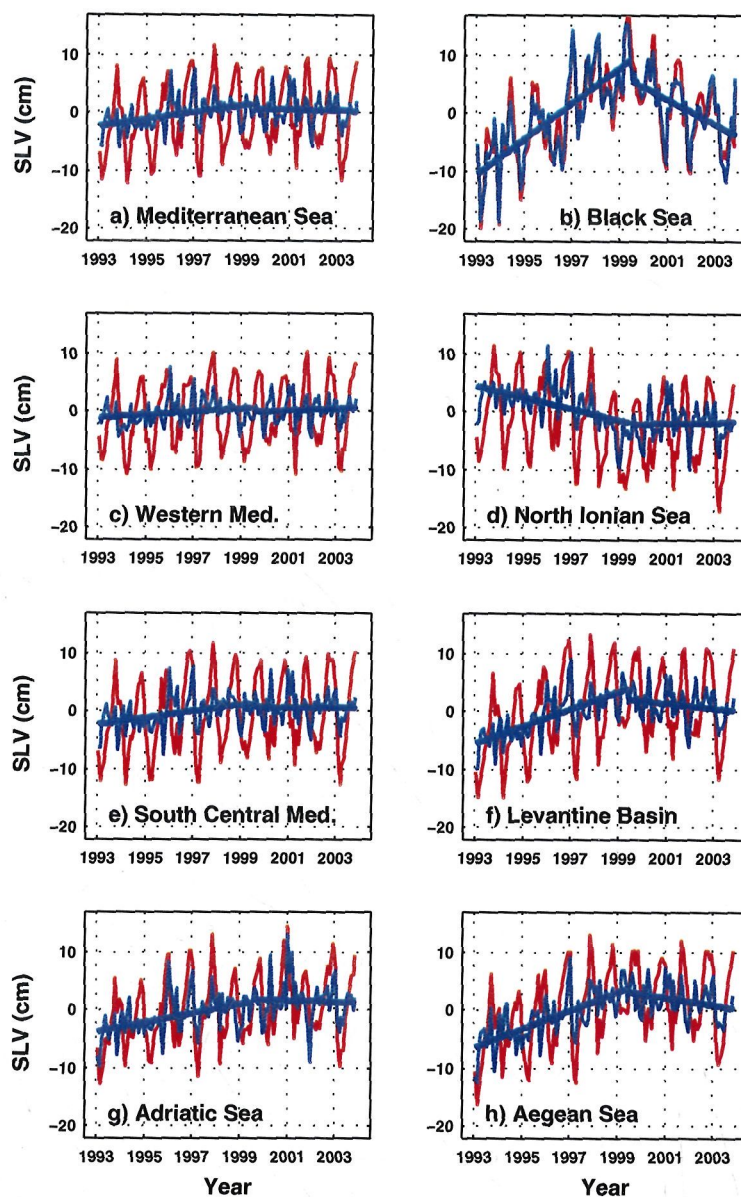 SLV (cm)
10
0
−10
−20
a) Mediterranean Sea
1993 1995 1997 1999 2001 2003
10
0
−10
−20
b) Black Sea
1993 1995 1997 1999 2001 2003
SLV (cm)
10
0
−10
−20
c) Western Med.
1993 1995 1997 1999 2001 2003
10
0
−10
−20
d) North Ionian Sea
1993 1995 1997 1999 2001 2003
SLV (cm)
10
0
−10
−20
e) South Central Med.
1993 1995 1997 1999 2001 2003
10
0
−10
−20
f) Levantine Basin
1993 1995 1997 1999 2001 2003
SLV (cm)
10
0
−10
−20
g) Adriatic Sea
1993 1995 1997 1999 2001 2003
Year
10
0
−10
−20
h) Aegean Sea
1993 1995 1997 1999 2001 2003
Year